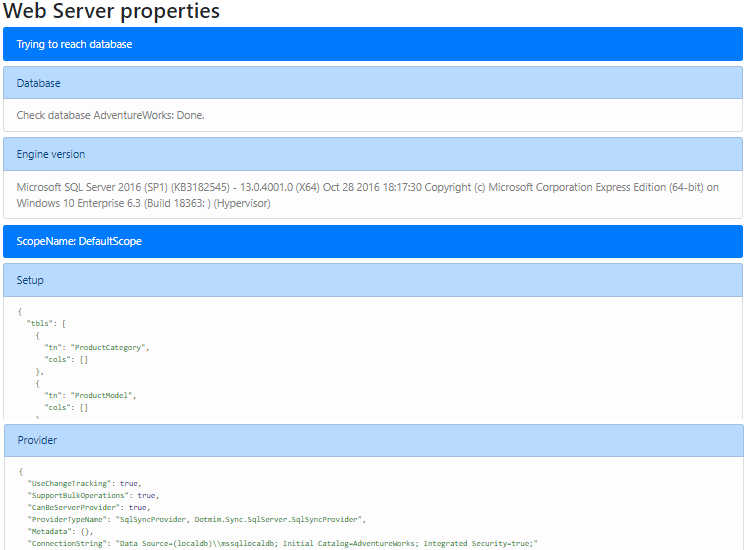 Web Server properties
Trying to reach database
Database
Check database AdventureWorks: Done.
Engine version
Microsoft SQL Server 2016 (SP1) (KB3182545) - 13.0.4001.0 (X64) Oct 28 2016 18:17:30 Copyright (c) Microsoft Corporation Express Edition (64-bit) on
Windows 10 Enterprise 6.3 (Build 18363: ) (Hypervisor)
ScopeName: DefaultScope
Setup
{
"tbls": [
{
"tn": "ProductCategory",
"cols": []
},
{
"tn": "ProductModel",
"cols": []
Provider
{
"UseChangeTracking": true,
"SupportBulkOperations": true,
"CanBeServerProvider": true,
"ProviderTypeName": "SqlSyncProvider, Dotmim.Sync.SqlServer.SqlSyncProvider",
"Metadata": {},
"ConnectionString": "Data Source=(localdb)\\mssqllocaldb; Initial Catalog=AdventureWorks; Integrated Security=true;"